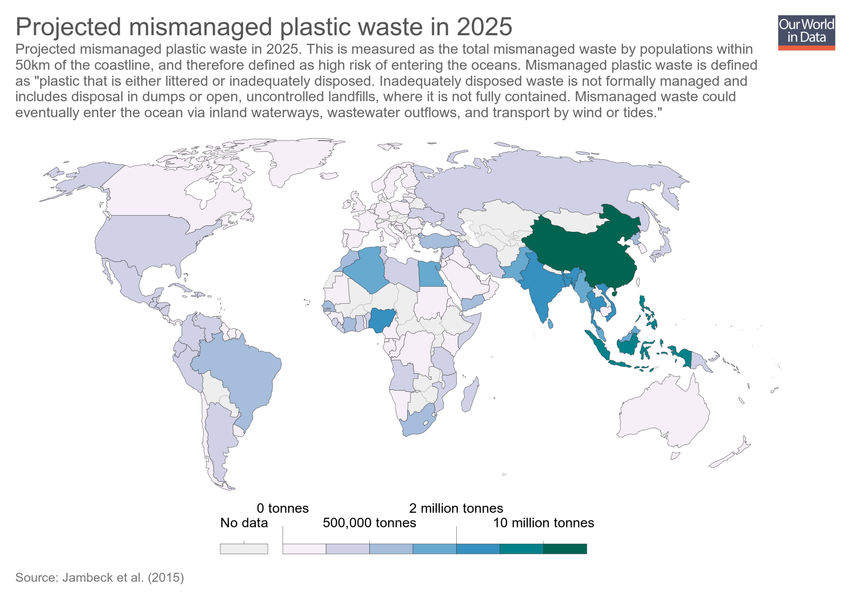 Projected mismanaged plastic waste in 2025
Our World
in Data
Projected mismanaged plastic waste in 2025. This is measured as the total mismanaged waste by populations within
50km of the coastline, and therefore defined as high risk of entering the oceans. Mismanaged plastic waste is defined
as "plastic that is either littered or inadequately disposed. Inadequately disposed waste is not formally managed and
includes disposal in dumps or open, uncontrolled landfills, where it is not fully contained. Mismanaged waste could
eventually enter the ocean via inland waterways, wastewater outflows, and transport by wind or tides."
0 tonnes 2 million tonnes
No data 500,000 tonnes 10 million tonnes
Source: Jambeck et al. (2015)